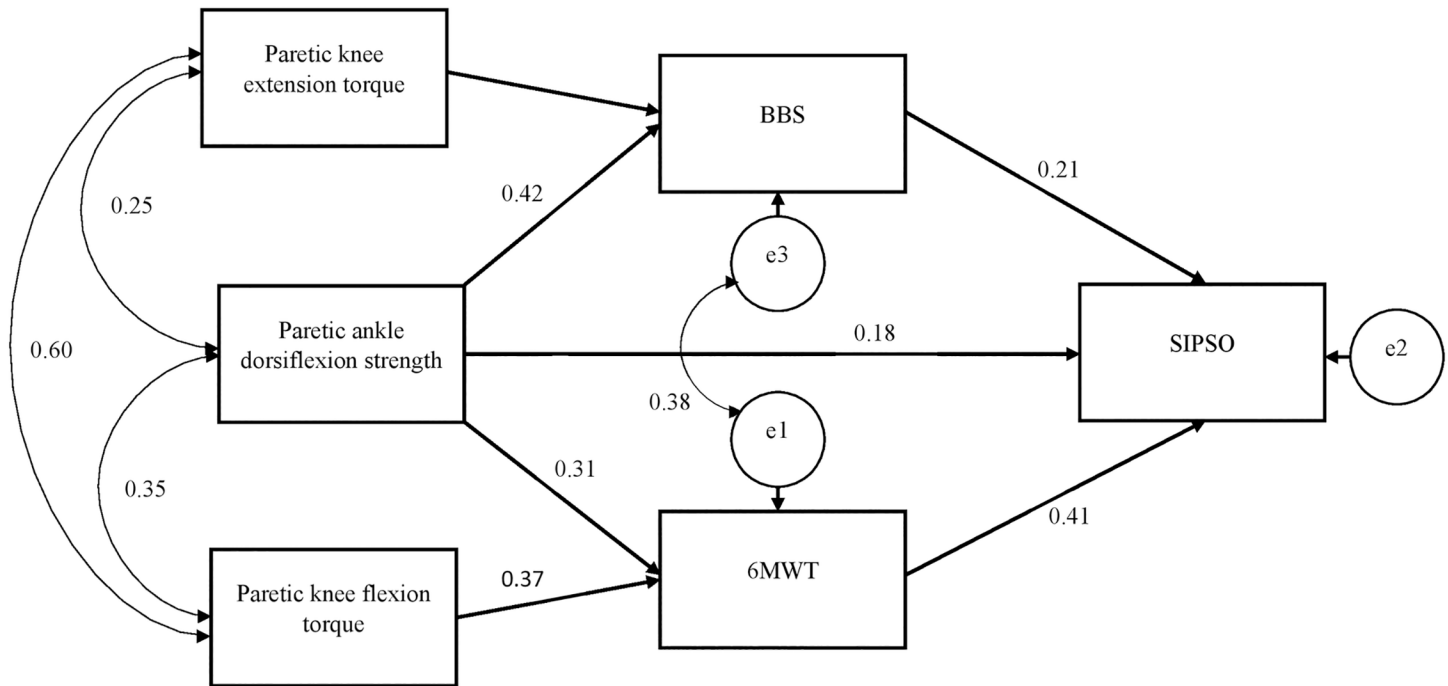 Paretic knee
extension torque
BBS
0.21
0.42
0.25
e3
Paretic ankle
dorsiflexion strength
0.60
0.18
SIPSO
e2
0.38
e1
0.31
0.35
0.41
Paretic knee flexion
torque
0.37
6MWT